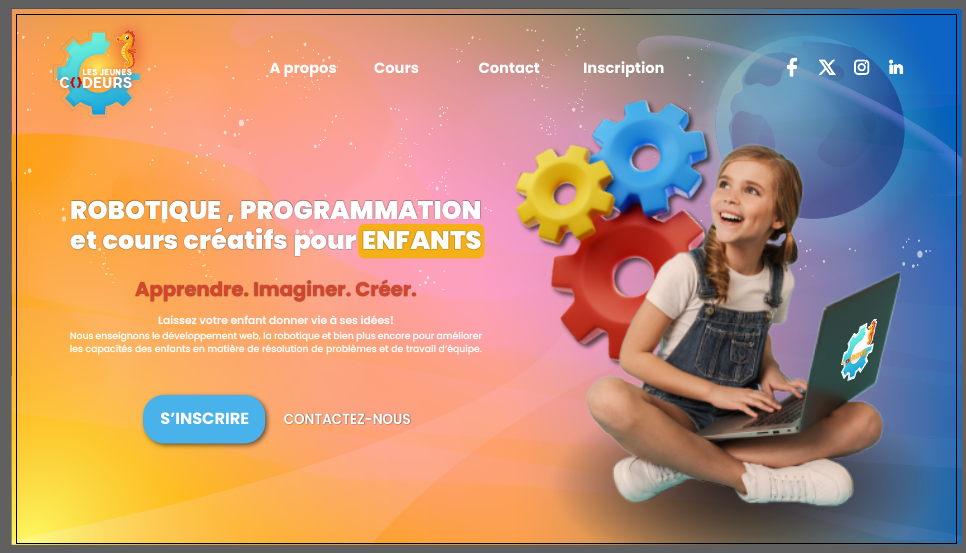 LES JEUNES
CODEURS
A propos Cours Contact Inscription
ROBOTIQUE , PROGRAMMATION
et cours créatifs pour ENFANTS
Apprendre. Imaginer. Créer.
Laissez votre enfant donner vie à ses idées!
Nous enseignons le développement web, la robotique et bien plus encore pour améliorer
les capacités des enfants en matière de résolution de problèmes et de travail d'équipe.
S'INSCRIRE CONTACTEZ-NOUS